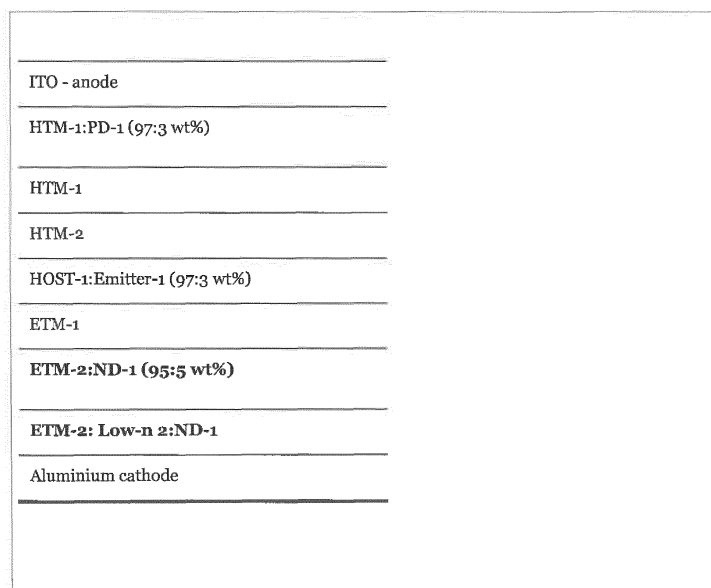 ITO - anode
HTM-1:PD-1 (97:3 wt%)
HTM-1
HTM-2
HOST-1:Emitter-1 (97:3 wt%)
ETM-1
ETM-2:ND-1 (95:5 wt%)
ETM-2: Low-n 2:ND-1
Aluminium cathode